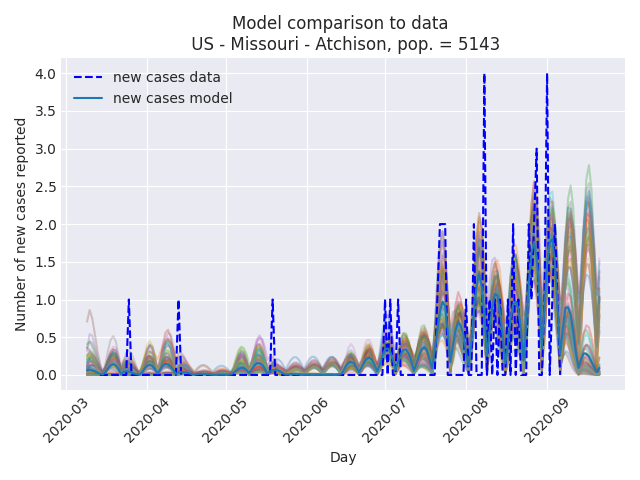 Model comparison to data
US - Missouri - Atchison, pop. = 5143
new cases data
new cases model
Number of new cases reported
4.0
3.5
3.0
2.5
2.0
1.5
1.0
0.5
0.0
2020-03
2020-04
2020-05
2020-06
2020-07
2020-08
2020-09
Day